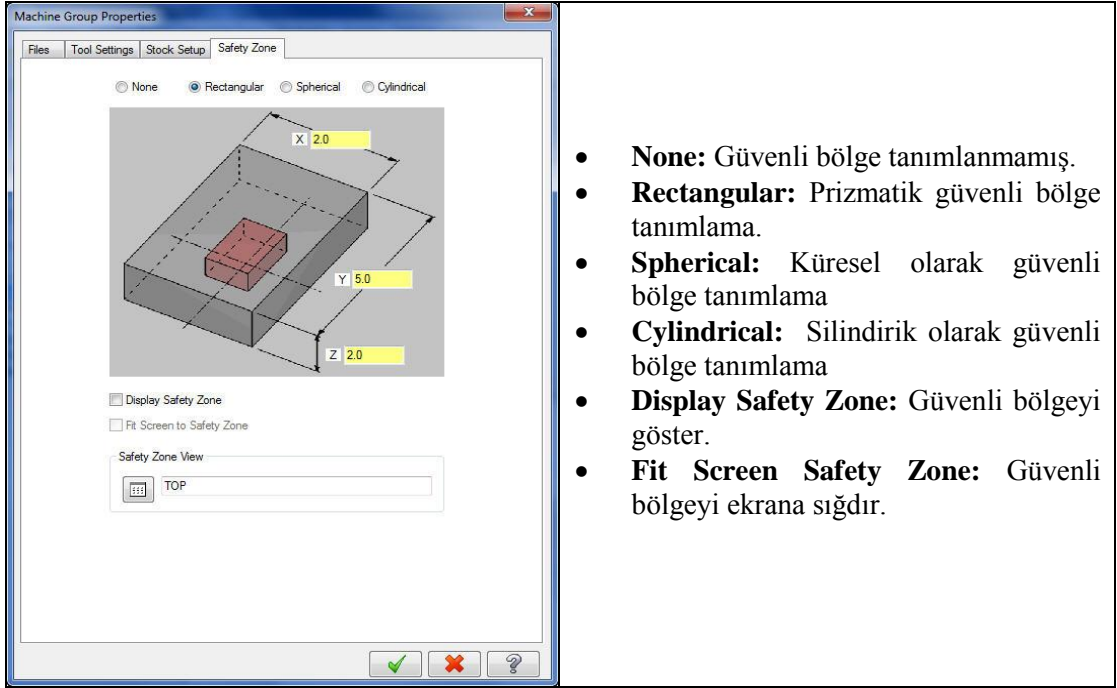 Machine Group Properties
Files
Tool Settings
Stock Setup
Safety Zone
None
Rectangular
Spherical
Cylindrical
X 2.0
Y 5.0
Z 2.0
Display Safety Zone
Fit Screen to Safety Zone
Safety Zone View
TOP
• None: Güvenli bölge tanımlanmamış.
• Rectangular: Prizmatik güvenli bölge
tanımlama.
• Spherical: Küresel olarak güvenli
bölge tanımlama
• Cylindrical: Silindirik olarak güvenli
bölge tanımlama
• Display Safety Zone: Güvenli bölgeyi
göster.
• Fit Screen Safety Zone: Güvenli
bölgeyi ekrana sığdır.